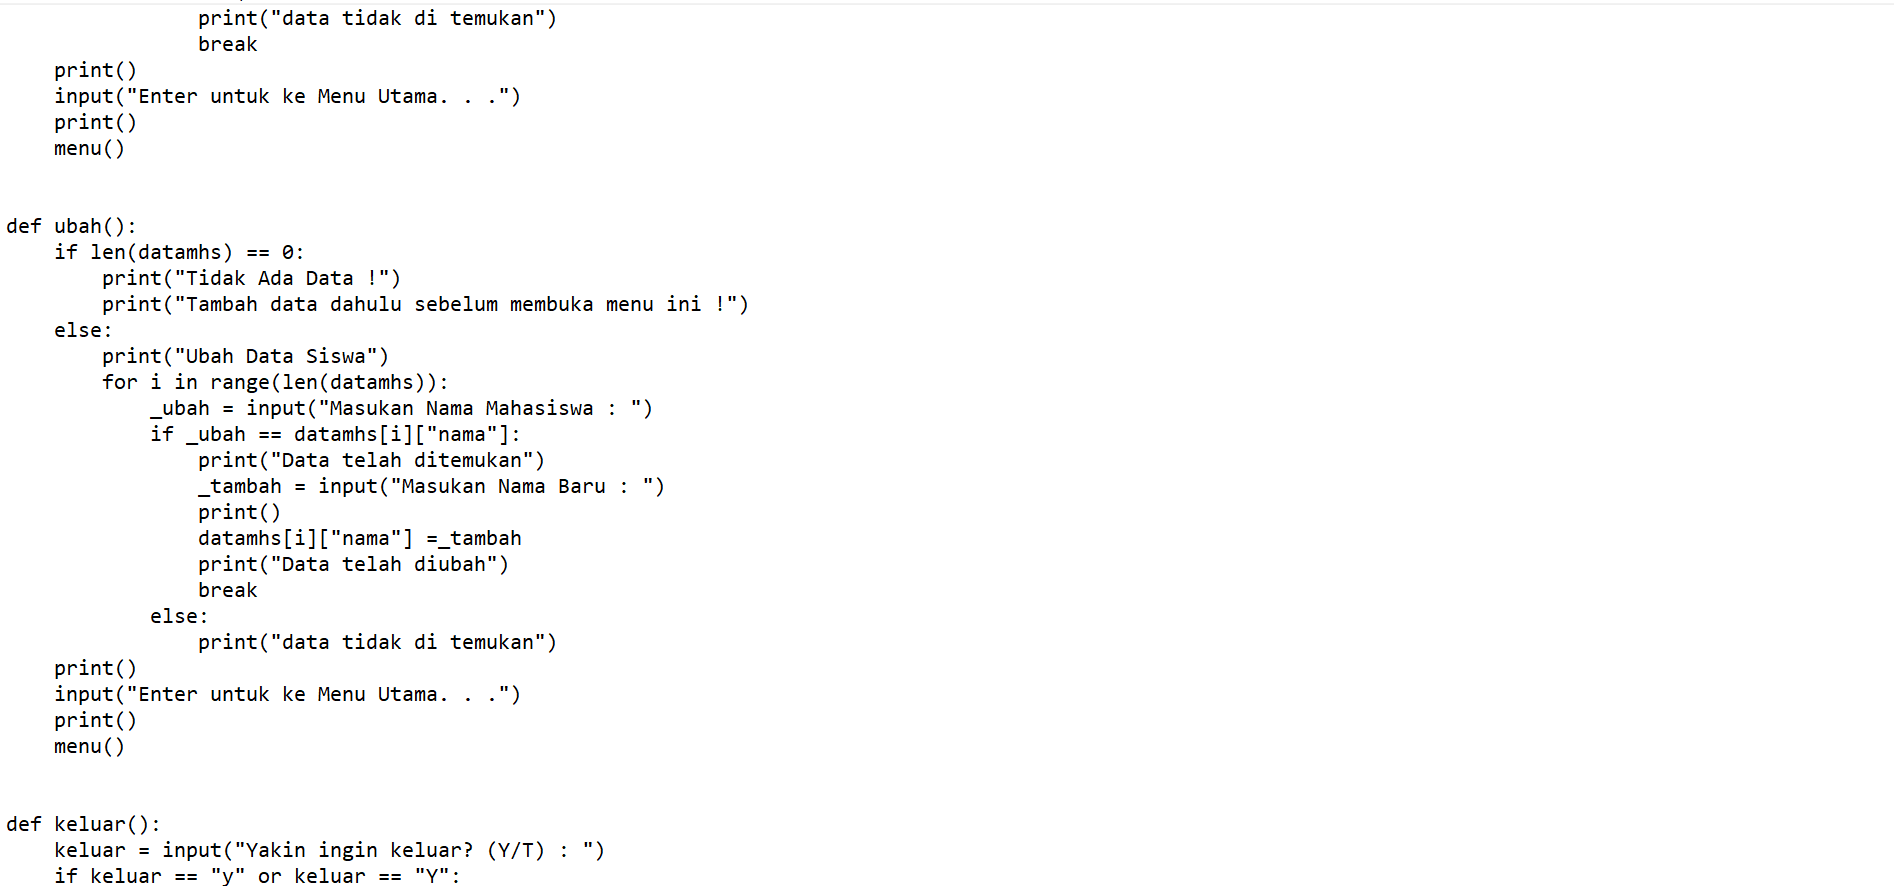 print("data tidak di temukan")
                break
    print()
    input("Enter untuk ke Menu Utama. . .")
    print()
    menu()


def ubah():
    if len(datamhs) == 0:
        print("Tidak Ada Data !")
        print("Tambah data dahulu sebelum membuka menu ini !")
    else:
        print("Ubah Data Siswa")
        for i in range(len(datamhs)):
            _ubah = input("Masukan Nama Mahasiswa : ")
            if _ubah == datamhs[i]["nama"]:
                print("Data telah ditemukan")
                _tambah = input("Masukan Nama Baru : ")
                print()
                datamhs[i]["nama"] =_tambah
                print("Data telah diubah")
                break
            else:
                print("data tidak di temukan")
    print()
    input("Enter untuk ke Menu Utama. . .")
    print()
    menu()


def keluar():
    keluar = input("Yakin ingin keluar? (Y/T) : ")
    if keluar == "y" or keluar == "Y":